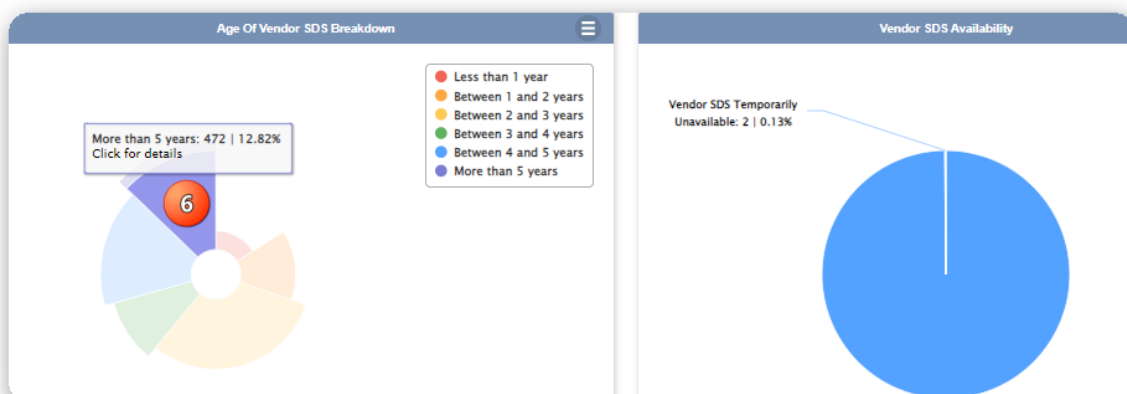 Age Of Vendor SDS Breakdown
Less than 1 year
Between 1 and 2 years
Between 2 and 3 years
Between 3 and 4 years
Between 4 and 5 years
More than 5 years
More than 5 years: 472 | 12.82%
Click for details
6
Vendor SDS Availability
Vendor SDS Temporarily
Unavailable: 2 | 0.13%